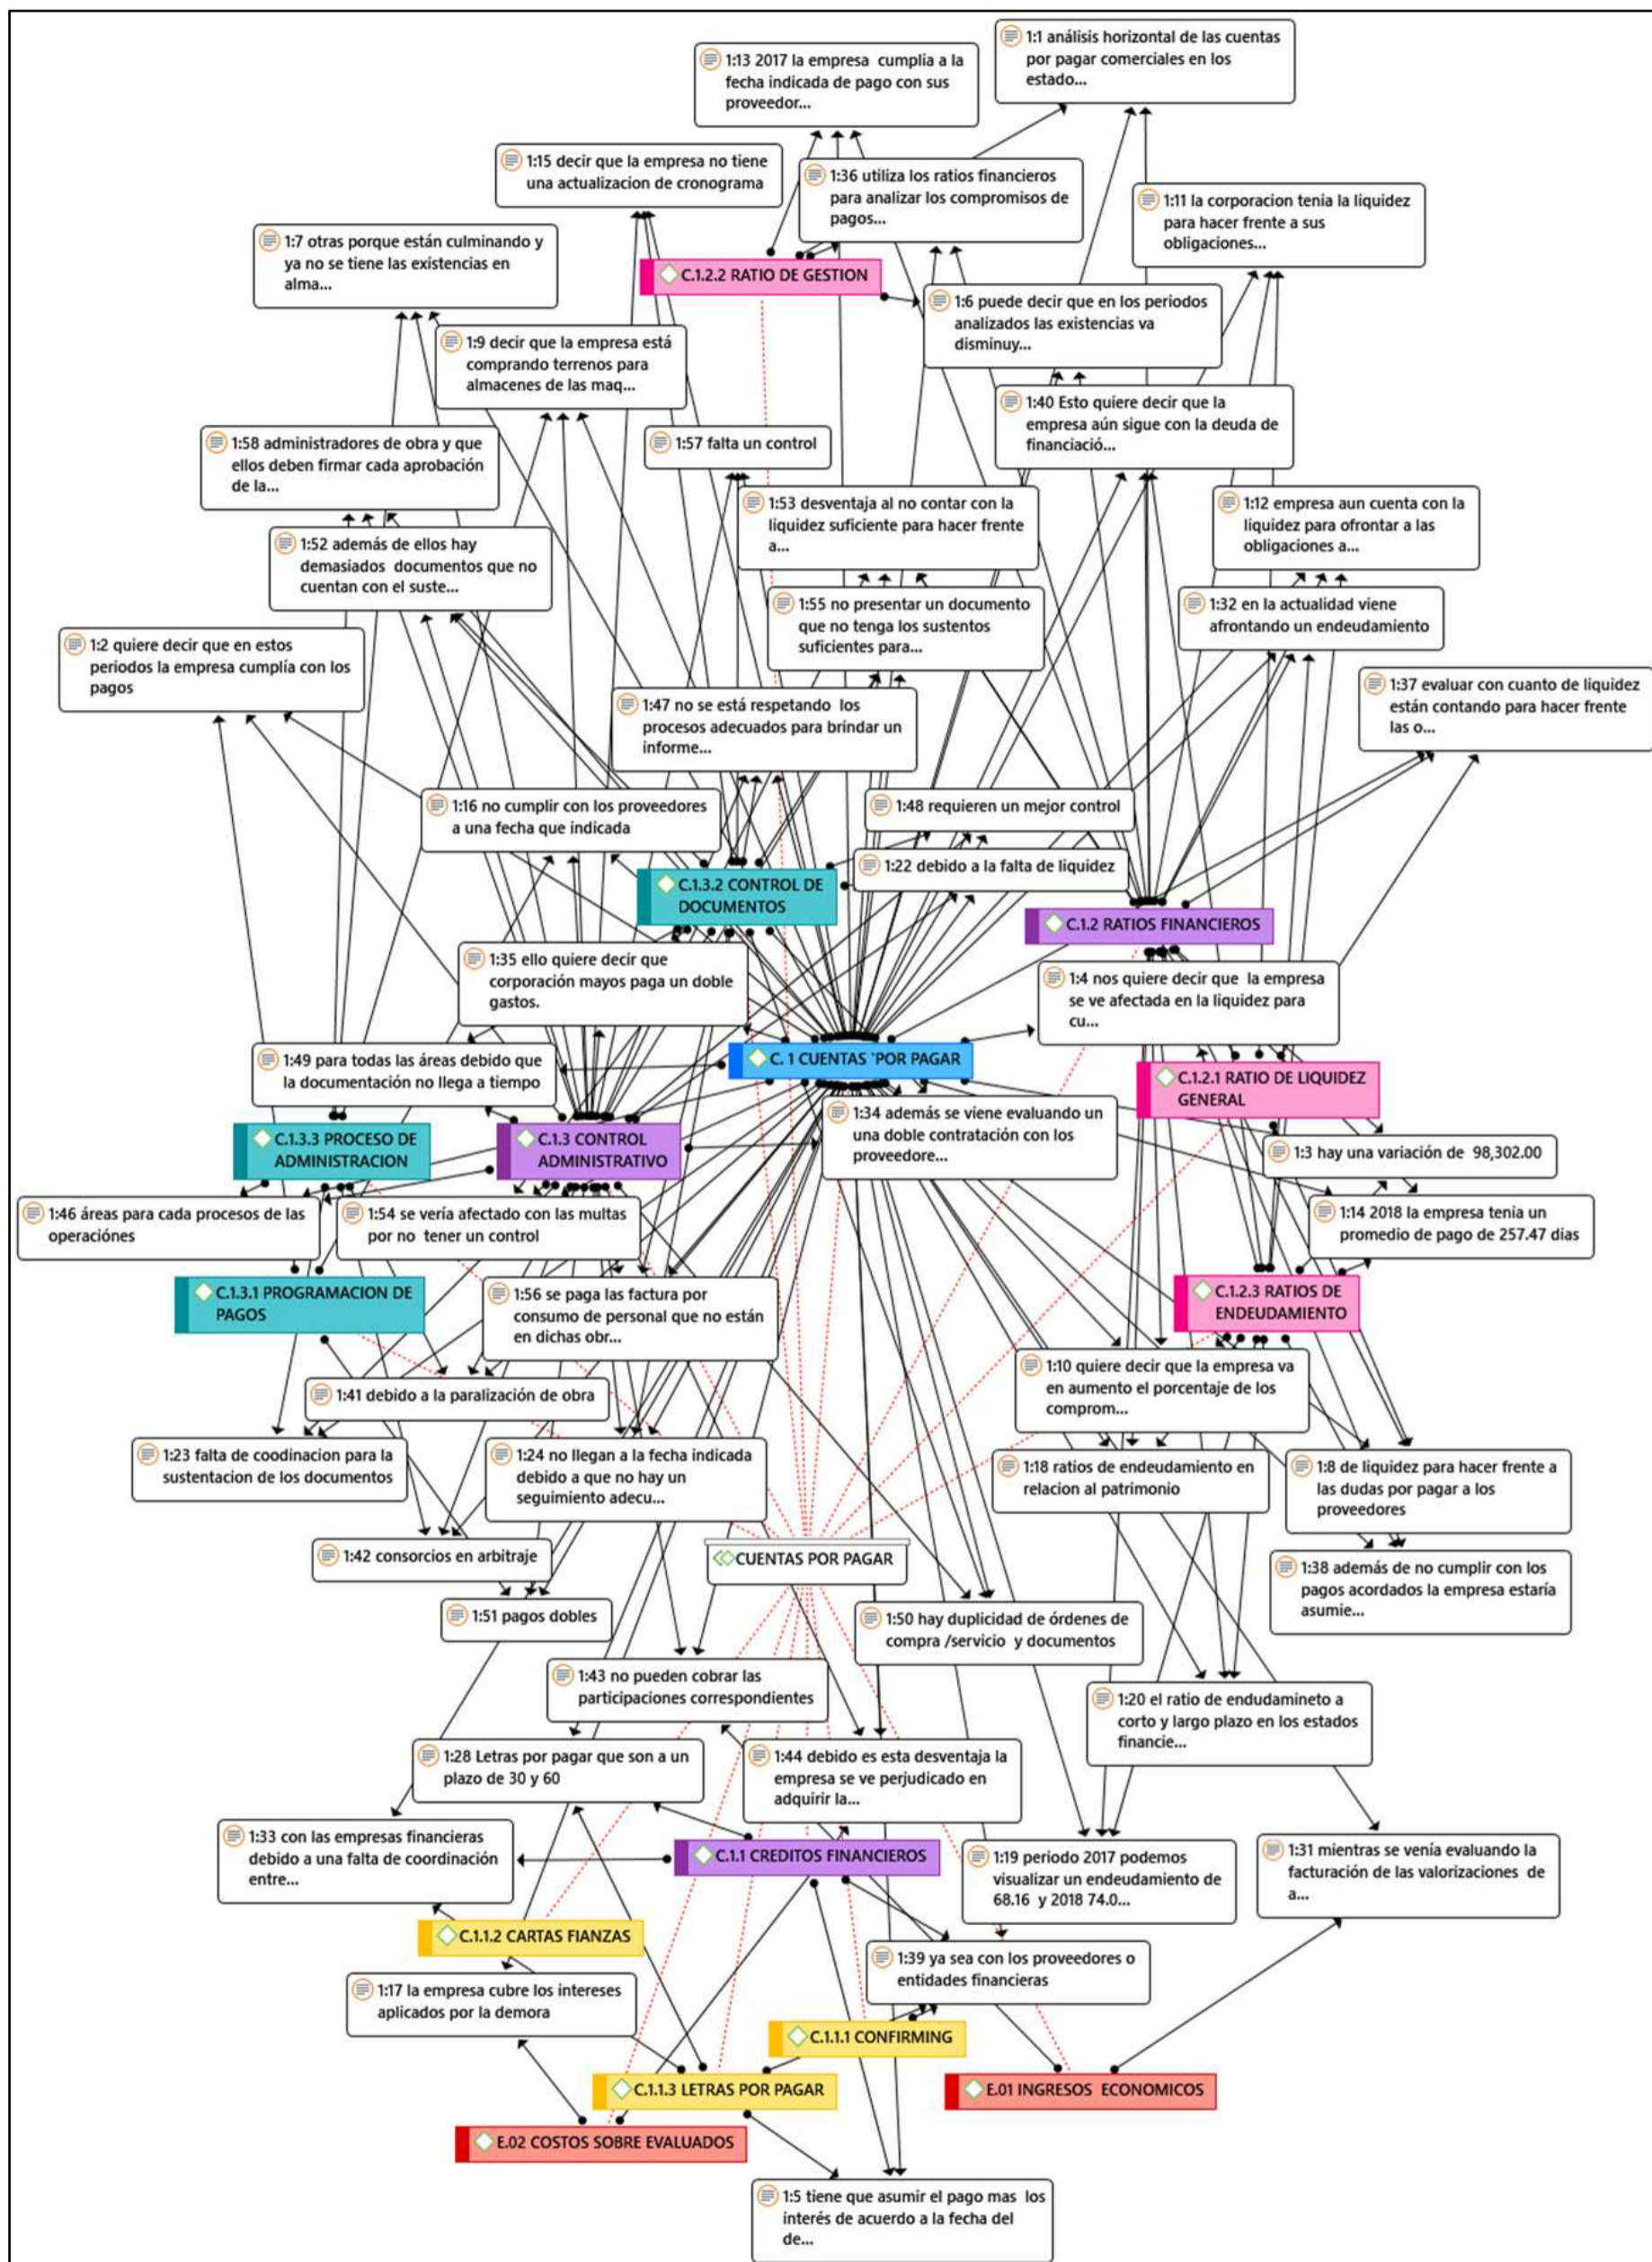 1:1 análisis horizontal de las cuentas
por pagar comerciales en los
estado...
1:13 2017 la empresa cumplia a la
fecha indicada de pago con sus
proveedor...
1:15 decir que la empresa no tiene
una actualizacion de cronograma
1:36 utiliza los ratios financieros
para analizar los compromisos de
pagos...
1:11 la corporacion tenia la liquidez
para hacer frente a sus
obligaciones...
1:7 otras porque están culminando y
ya no se tiene las existencias en
alma...
C.1.2.2 RATIO DE GESTION
1:6 puede decir que en los periodos
analizados las existencias va
disminuy...
1:9 decir que la empresa está
comprando terrenos para
almacenes de las maq...
1:40 Esto quiere decir que la
empresa aún sigue con la deuda de
financiació...
1:58 administradores de obra y que
ellos deben firmar cada aprobación
de la...
1:57 falta un control
1:53 desventaja al no contar con la
liquidez suficiente para hacer frente
a...
1:12 empresa aun cuenta con la
liquidez para ofrontar a las
obligaciones a...
1:52 además de ellos hay
demasiados documentos que no
cuentan con el suste...
1:55 no presentar un documento
que no tenga los sustentos
suficientes para...
1:32 en la actualidad viene
afrontando un endeudamiento
1:2 quiere decir que en estos
periodos la empresa cumplía con los
pagos
1:37 evaluar con cuanto de liquidez
están contando para hacer frente
las o...
1:47 no se está respetando los
procesos adecuados para brindar un
informe...
1:16 no cumplir con los proveedores
a una fecha que indicada
1:48 requieren un mejor control
1:22 debido a la falta de liquidez
C.1.3.2 CONTROL DE
DOCUMENTOS
C.1.2 RATIOS FINANCIEROS
1:35 ello quiere decir que
corporación mayos paga un doble
gastos.
1:4 nos quiere decir que la empresa
se ve afectada en la liquidez para
cu...
1:49 para todas las áreas debido que
la documentación no llega a tiempo
C. 1 CUENTAS `POR PAGAR
C.1.2.1 RATIO DE LIQUIDEZ
GENERAL
1:34 además se viene evaluando un
una doble contratación con los
proveedore...
C.1.3.3 PROCESO DE
ADMINISTRACION
C.1.3 CONTROL
ADMINISTRATIVO
1:3 hay una variación de 98,302.00
1:46 áreas para cada procesos de las
operaciónes
1:54 se vería afectado con las multas
por no tener un control
1:14 2018 la empresa tenia un
promedio de pago de 257.47 dias
C.1.3.1 PROGRAMACION DE
PAGOS
1:56 se paga las factura por
consumo de personal que no están
en dichas obr...
C.1.2.3 RATIOS DE
ENDEUDAMIENTO
1:10 quiere decir que la empresa va
en aumento el porcentaje de los
comprom...
1:41 debido a la paralización de obra
1:23 falta de coodinacion para la
sustentacion de los documentos
1:24 no llegan a la fecha indicada
debido a que no hay un
seguimiento adecu...
1:18 ratios de endeudamiento en
relacion al patrimonio
1:8 de liquidez para hacer frente a
las dudas por pagar a los
proveedores
1:42 consorcios en arbitraje
CUENTAS POR PAGAR
1:38 además de no cumplir con los
pagos acordados la empresa estaría
asumie...
1:51 pagos dobles
1:50 hay duplicidad de órdenes de
compra /servicio y documentos
1:43 no pueden cobrar las
participaciones correspondientes
1:20 el ratio de endudamineto a
corto y largo plazo en los estados
financie...
1:28 Letras por pagar que son a un
plazo de 30 y 60
1:44 debido es esta desventaja la
empresa se ve perjudicado en
adquirir la...
1:33 con las empresas financieras
debido a una falta de coordinación
entre...
C.1.1 CREDITOS FINANCIEROS
1:19 periodo 2017 podemos
visualizar un endeudamiento de
68.16 y 2018 74.0...
1:31 mientras se venía evaluando la
facturación de las valorizaciones de
a...
C.1.1.2 CARTAS FIANZAS
1:39 ya sea con los proveedores o
entidades financieras
1:17 la empresa cubre los intereses
aplicados por la demora
C.1.1.1 CONFIRMING
C.1.1.3 LETRAS POR PAGAR
E.01 INGRESOS ECONOMICOS
E.02 COSTOS SOBRE EVALUADOS
1:5 tiene que asumir el pago mas los
interés de acuerdo a la fecha del
de...